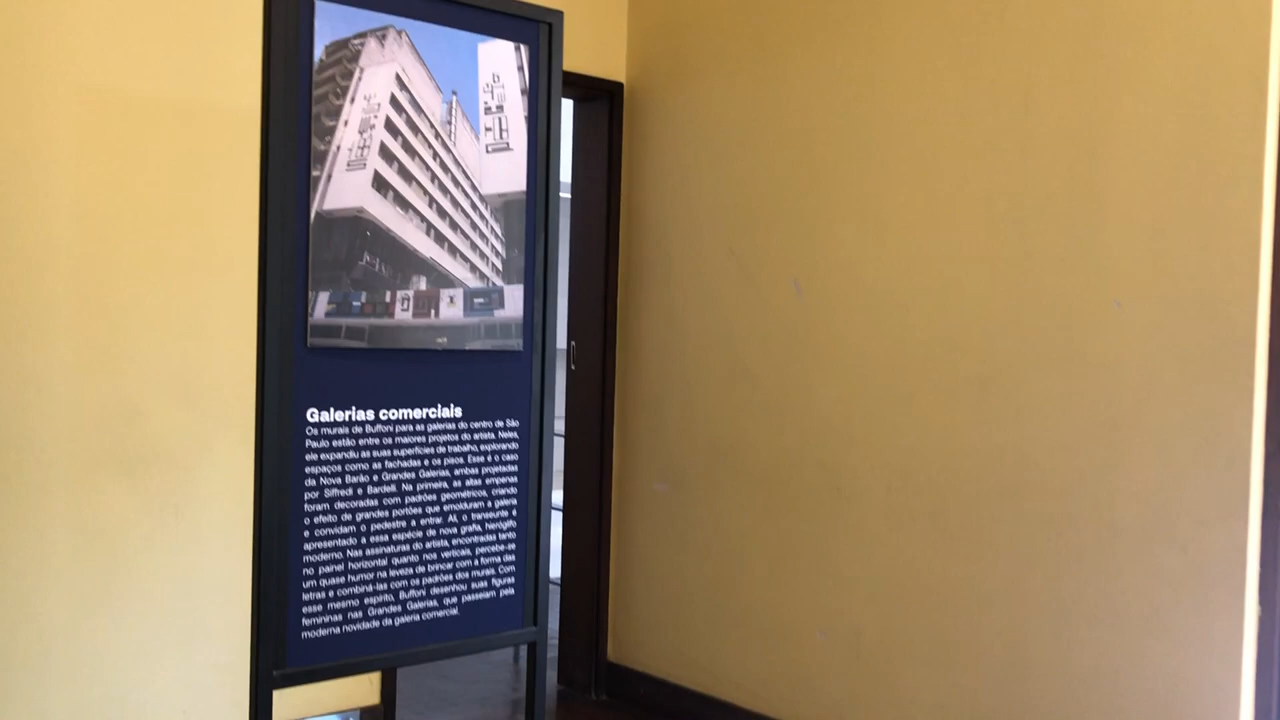 Galerias comerciais
Os murais de Buffoni para as galerias do centro de São
Paulo estão entre os maiores projetos do artista. Neles,
ele expandiu as suas superfícies de trabalho, explorando
espaços como as fachadas e os pisos. Esse é o caso
da Nova Barão e Grandes Galerias, ambas projetadas
por Siffredi e Bardelli. Na primeira, as altas empenas
foram decoradas com padrões geométricos, criando
o efeito de grandes portões que emolduram a galeria
e convidam o pedestre a entrar. Ali, o transeunte é
apresentado a essa espécie de nova grafia, hieróglifo
moderno. Nas assinaturas do artista, encontradas tanto
no painel horizontal quanto nos verticais, percebe-se
um quase humor na leveza de brincar com a forma das
letras e combiná-las com os padrões dos murais. Com
esse mesmo espírito, Buffoni desenhou suas figuras
femininas nas Grandes Galerias, que passeiam pela
moderna novidade da galeria comercial.